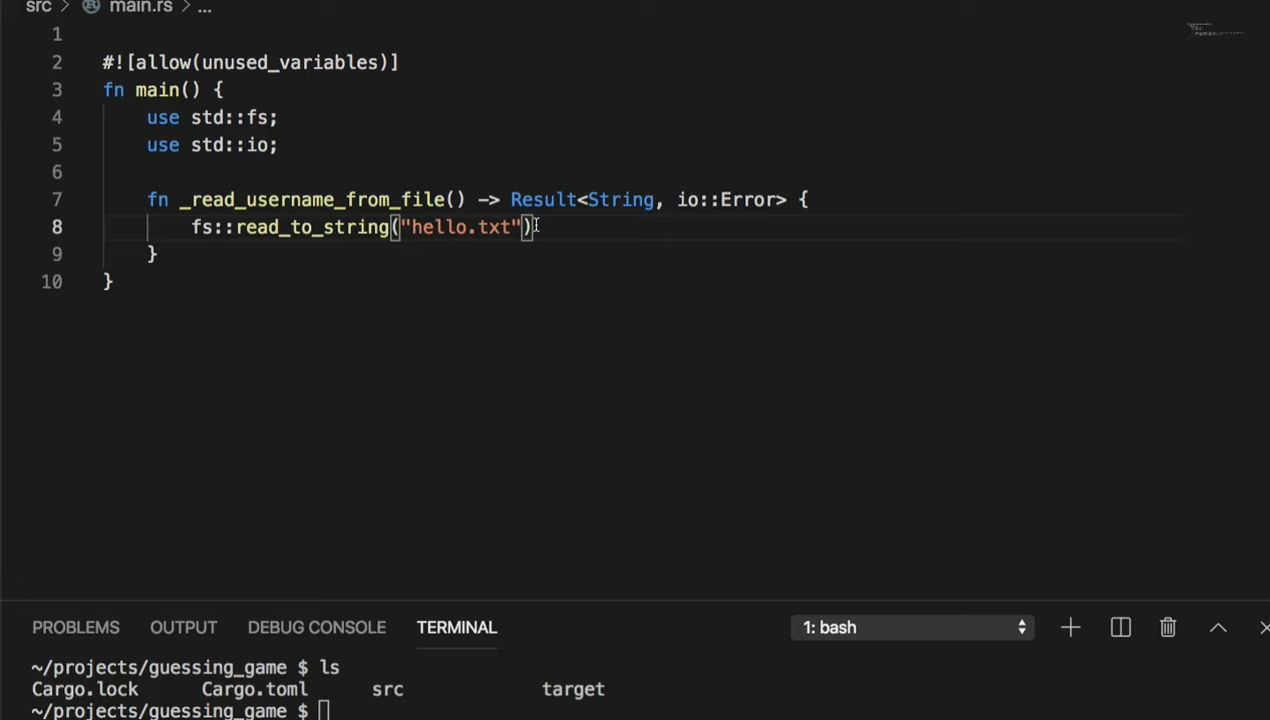 src > main.rs > ...
1
2 #![allow(unused_variables)]
3 fn main() {
4 use std::fs;
5 use std::io;
6
7 fn _read_username_from_file() -> Result<String, io::Error> {
8 fs::read_to_string("hello.txt")
9 }
10 }
PROBLEMS OUTPUT DEBUG CONSOLE TERMINAL 1: bash
~/projects/guessing_game $ ls
Cargo.lock Cargo.toml src target
~/projects/guessing_game $